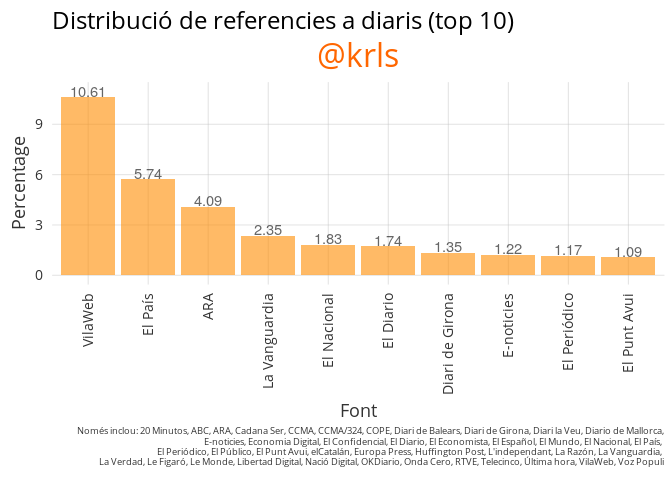 Distribució de referencies a diaris (top 10)
@krls
10.61
5.74
4.09
2.35
1.83
1.74
1.35
1.22
1.17
1.09
Percentage
9
6
3
0
VilaWeb
El País
ARA
La Vanguardia
El Nacional
El Diario
Diari de Girona
E-noticies
El Periódico
El Punt Avui
Font
Només inclou: 20 Minutos, ABC, ARA, Cadana Ser, CCMA, CCMA/324, COPE, Diari de Balears, Diari de Girona, Diari la Veu, Diario de Mallorca,
E-noticies, Economia Digital, El Confidencial, El Diario, El Economista, El Español, El Mundo, El Nacional, El País,
El Periódico, El Público, El Punt Avui, elCatalán, Europa Press, Huffington Post, L'independant, La Razón, La Vanguardia,
La Verdad, Le Figaró, Le Monde, Libertad Digital, Nació Digital, OKDiario, Onda Cero, RTVE, Telecinco, Última hora, VilaWeb, Voz Populi